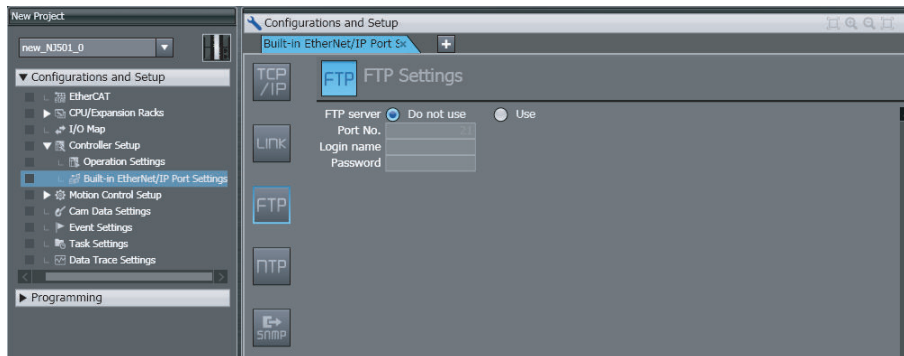 New Project
new_NJ501_0
Configurations and Setup
EtherCAT
CPU/Expansion Racks
I/O Map
Controller Setup
Operation Settings
Built-in EtherNet/IP Port Settings
Motion Control Setup
Cam Data Settings
Event Settings
Task Settings
Data Trace Settings
Programming
Configurations and Setup
Built-in EtherNet/IP Port S
TCP
/IP
LINK
FTP
NTP
SNMP
FTP FTP Settings
FTP server Do not use Use
Port No. 21
Login name
Password